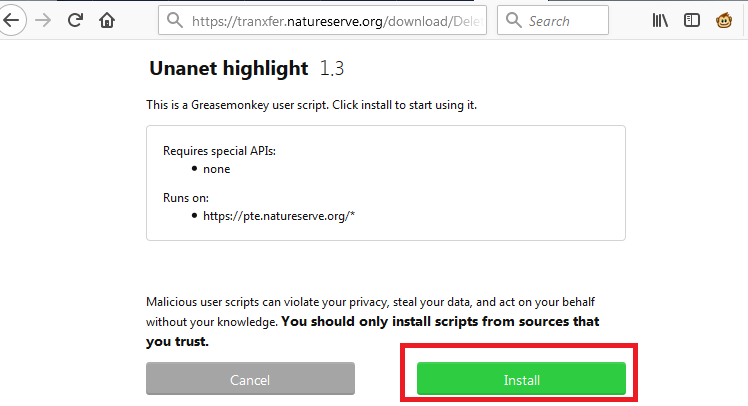 https://tranxfer.natureserve.org/download/Delet
Search
Unanet highlight 1.3
This is a Greasemonkey user script. Click install to start using it.
Requires special APIs:
• none
Runs on:
• https://pte.natureserve.org/*
Malicious user scripts can violate your privacy, steal your data, and act on your behalf
without your knowledge. You should only install scripts from sources that
you trust.
Cancel
Install